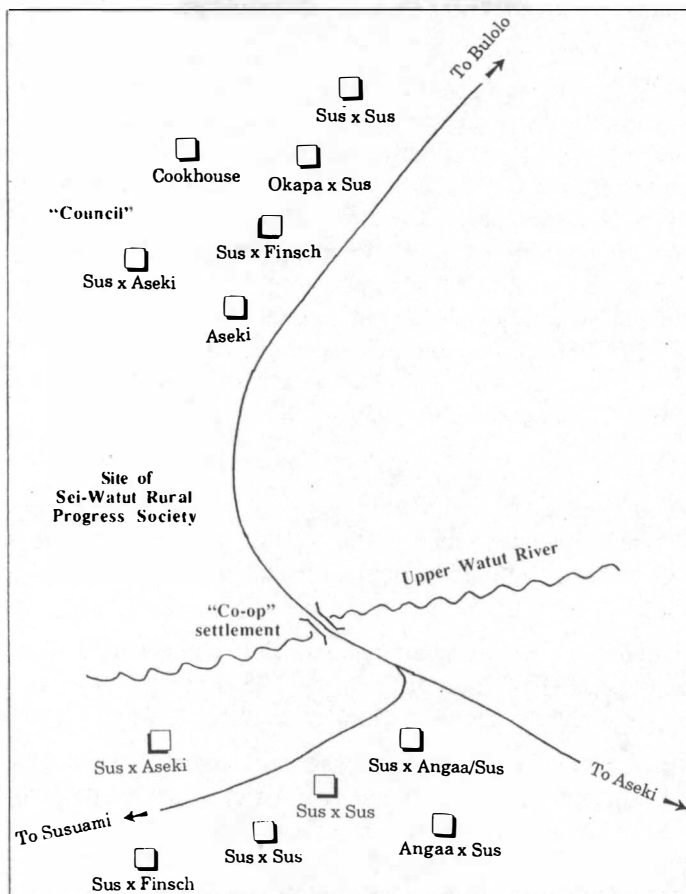 To Bulolo
Sus x Sus
Cookhouse
Okapa x Sus
"Council"
Sus x Finsch
Sus x Aseki
Aseki
Site of
Sei-Watut Rural
Progress Society
Upper Watut River
"Co-op"
settlement
Sus x Aseki
Sus x Angaa/Sus
To Aseki
Sus x Sus
To Susuami
Sus x Sus
Angaa x Sus
Sus x Finsch